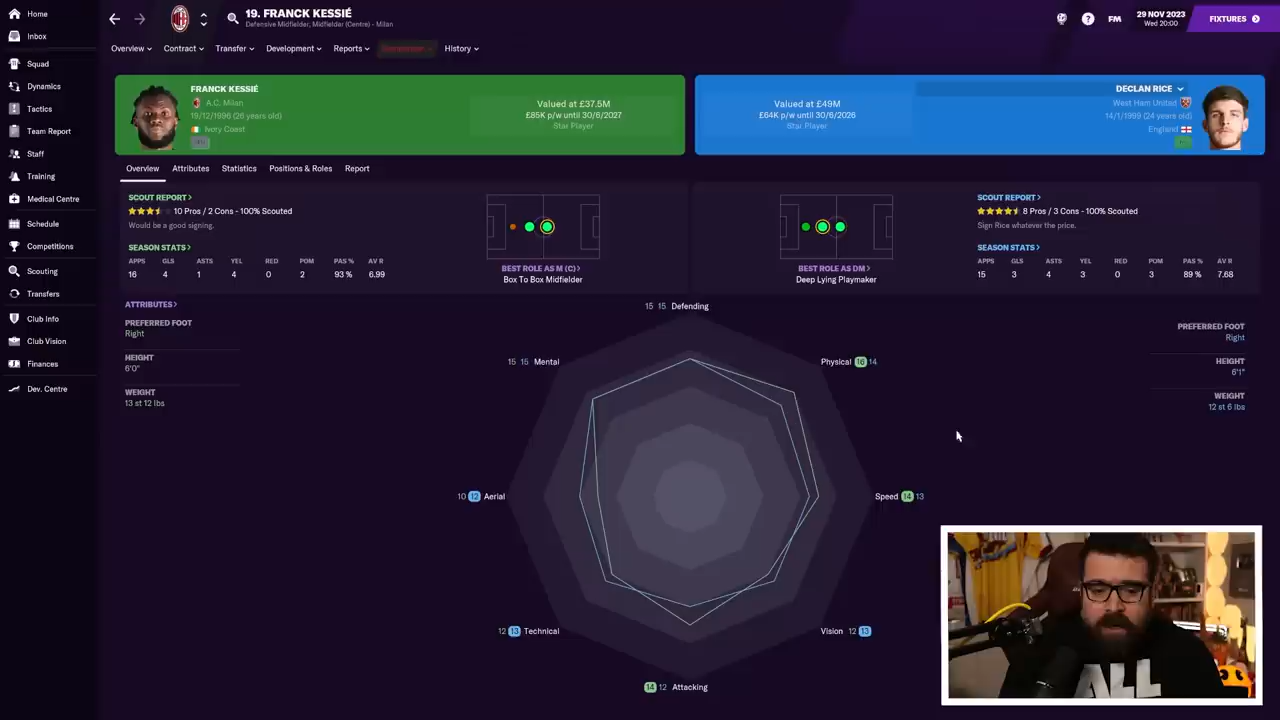 Home
Inbox
Squad
Dynamics
Tactics
Team Report
Staff
Training
Medical Centre
Schedule
Competitions
Scouting
Transfers
Club Info
Club Vision
Finances
Dev. Centre
19. FRANCK KESSIÉ
Defensive Midfielder, Midfielder (Centre) - Milan
FM
29 NOV 2023
Wed 20:00
FIXTURES
Overview
Contract
Transfer
Development
Reports
Comparison
History
FRANCK KESSIÉ
A.C. Milan
19/12/1996 (26 years old)
Ivory Coast
Valued at £37.5M
£85K p/w until 30/6/2027
Star Player
Valued at £49M
£64K p/w until 30/6/2026
Star Player
DECLAN RICE
West Ham United
14/1/1999 (24 years old)
England
Overview
Attributes
Statistics
Positions & Roles
Report
SCOUT REPORT >
10 Pros / 2 Cons - 100% Scouted
Would be a good signing.
SEASON STATS >
APPS GLS ASTS YEL RED POM PAS % AV R
16 4 1 4 0 2 93 % 6.99
BEST ROLE AS M (C) >
Box To Box Midfielder
BEST ROLE AS DM >
Deep Lying Playmaker
SCOUT REPORT >
8 Pros / 3 Cons - 100% Scouted
Sign Rice whatever the price.
SEASON STATS >
APPS GLS ASTS YEL RED POM PAS % AV R
15 3 4 3 0 3 89 % 7.68
ATTRIBUTES >
PREFERRED FOOT
Right
HEIGHT
6'0"
WEIGHT
13 st 12 lbs
15 15 Defending
15 15 Mental
Physical 16 14
10 12 Aerial
Speed 14 13
12 13 Technical
Vision 12 13
14 12 Attacking
PREFERRED FOOT
Right
HEIGHT
6'1"
WEIGHT
12 st 6 lbs
ALL